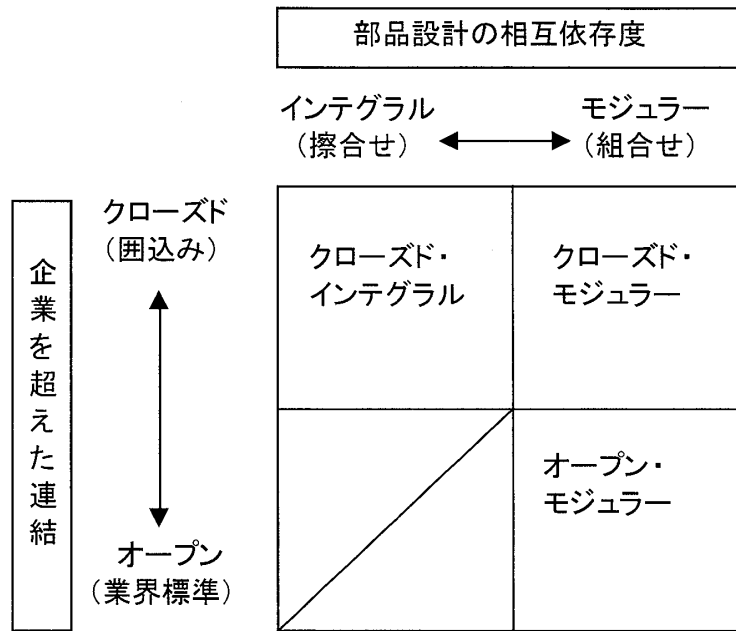 部品設計の相互依存度
インテグラル
(擦合せ)
モジュラー
(組合せ)
企業を超えた連結
クローズド
(囲込み)
オープン
(業界標準)
クローズド・
インテグラル
クローズド・
モジュラー
オープン・
モジュラー